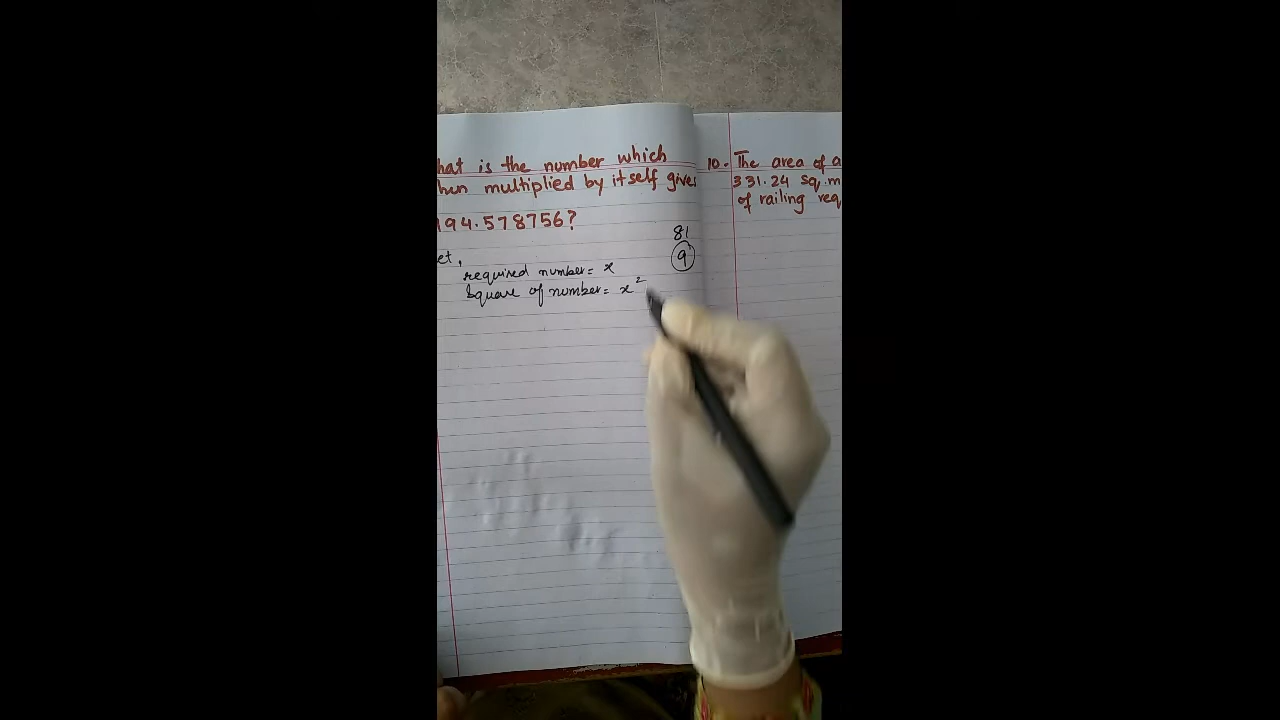 hat is the number which
hen multiplied by itself gives
194.578756?
et,
required number = x
Square of number = x²
81
9
10. The area of a
331.24 sq.m
of railing req